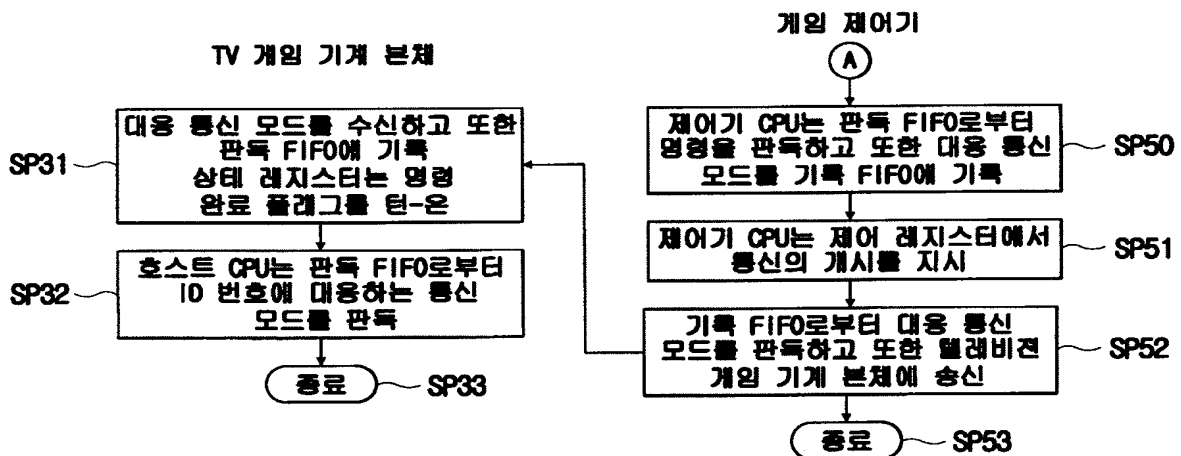 TV 게임 기계 본체
대응 통신 모드를 수신하고 또한
판독 FIFO에 기록
상테 레지스터는 명령
완료 플래그를 턴-온
SP31
호스트 CPU는 판독 FIFO로부터
ID 번호에 대응하는 통신
모드를 판독
SP32
종료
SP33
게임 제어기
A
제어기 CPU는 판독 FIFO로부터
명령을 판독하고 또한 대응 통신
모드를 기록 FIFO에 기록
SP50
제어기 CPU는 제어 레지스터에서
통신의 개시를 지시
SP51
기록 FIFO로부터 대응 통신
모드를 판독하고 또한 텔레비젼
게임 기계 본체에 송신
SP52
종료
SP53